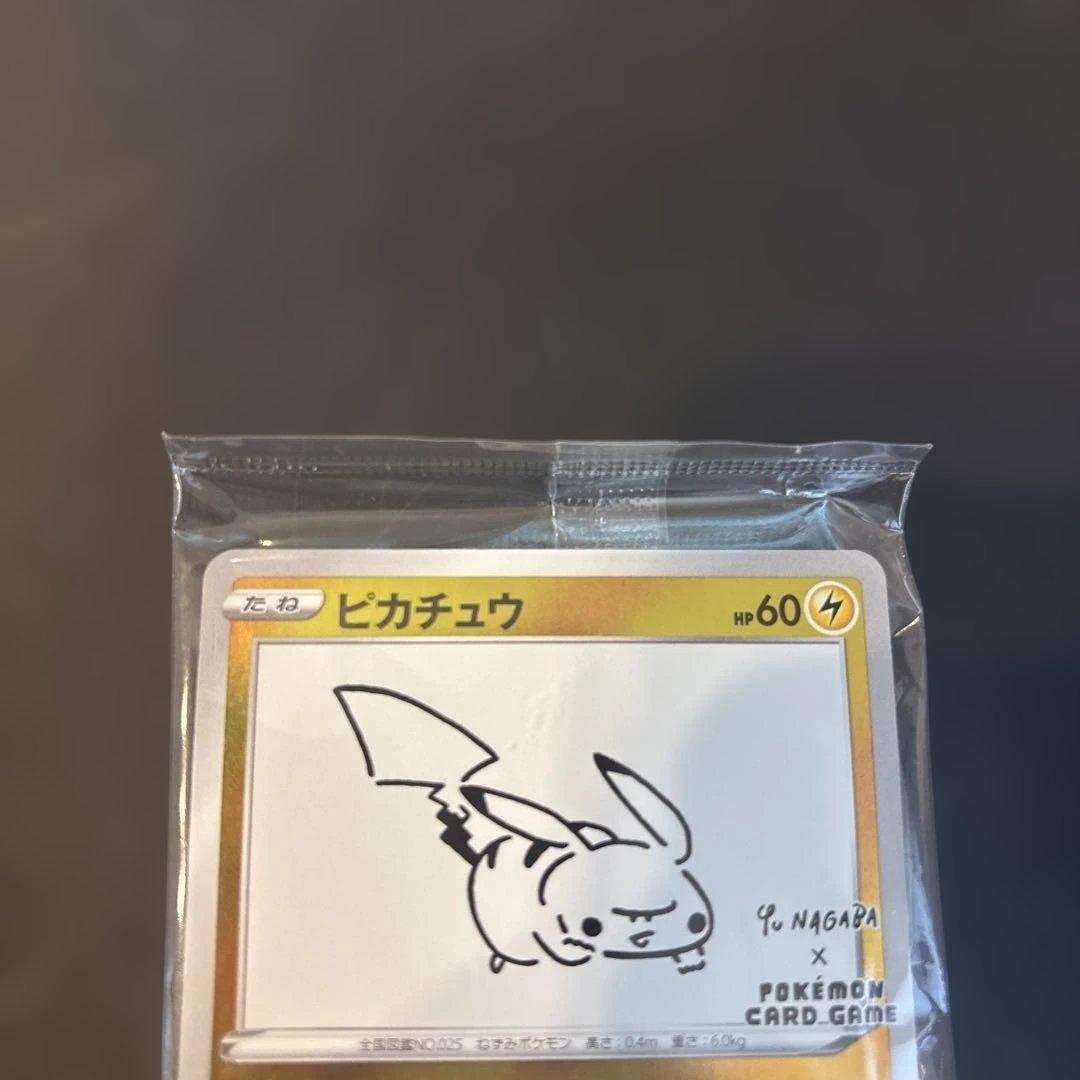 たね ピカチュウ HP60
Yu NAGABA
x
POKÉMON
CARD GAME
全国図鑑NO.025 ねずみポケモン 高さ:0.4m 重さ:6.0kg